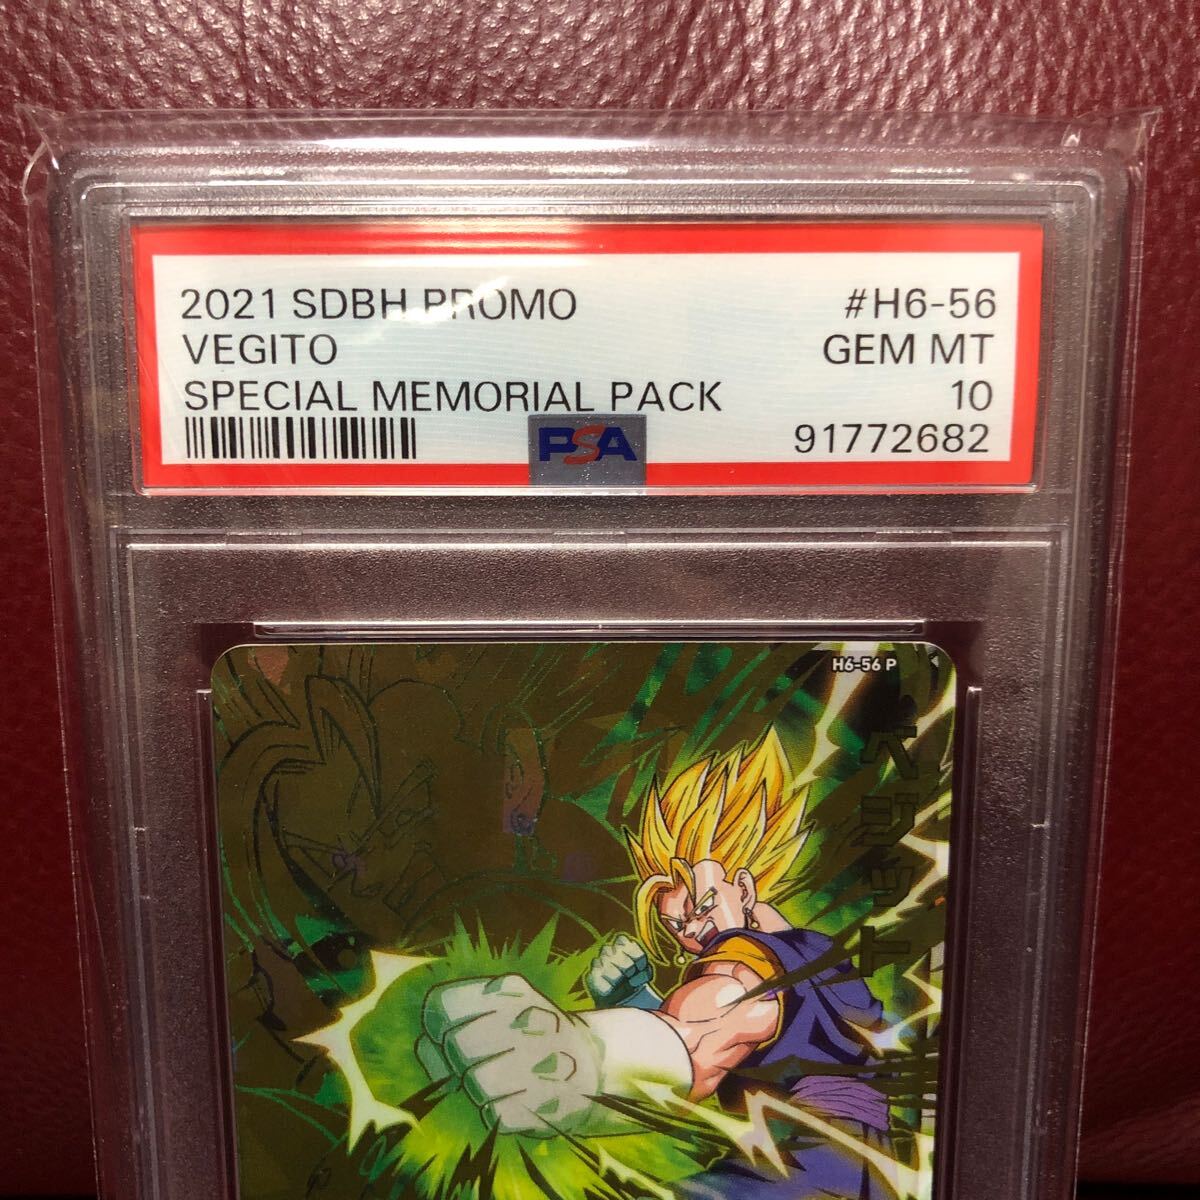 2021 SDBH PROMO #H6-56
VEGITO GEM MT
SPECIAL MEMORIAL PACK 10
PSA 91772682
H6-56 P
ベジット